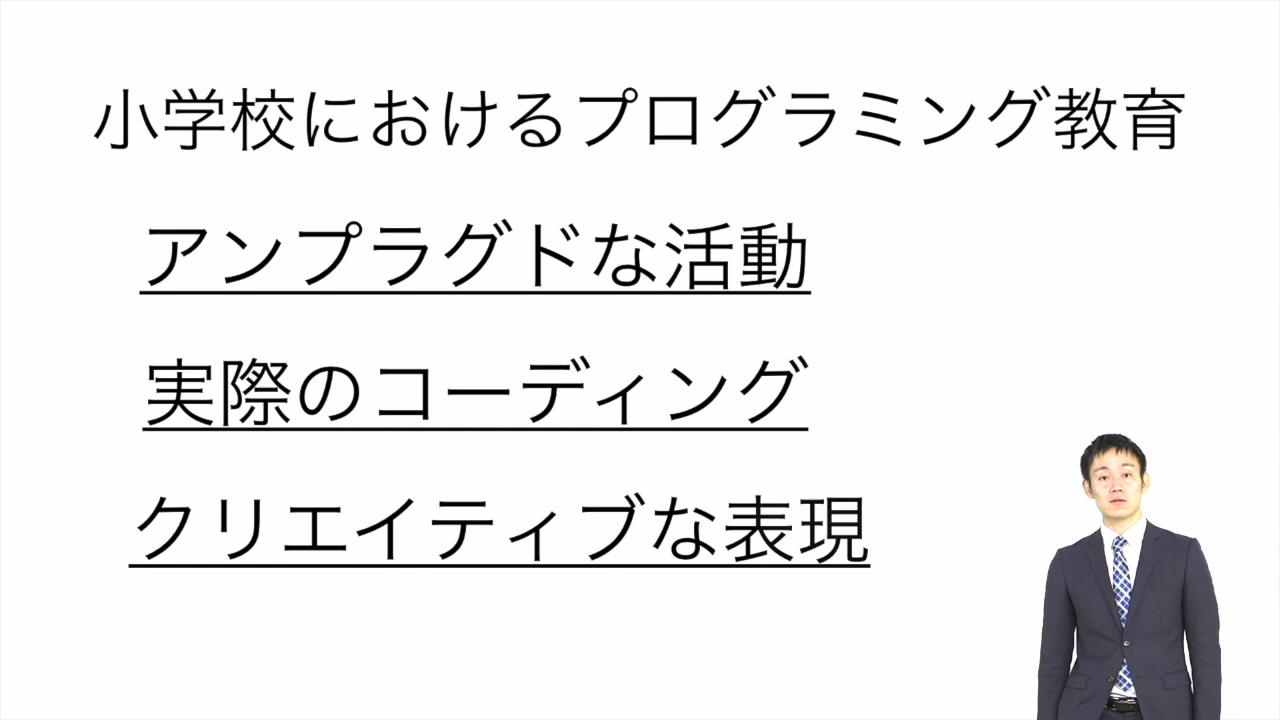 小学校におけるプログラミング教育
アンプラグドな活動
実際のコーディング
クリエイティブな表現